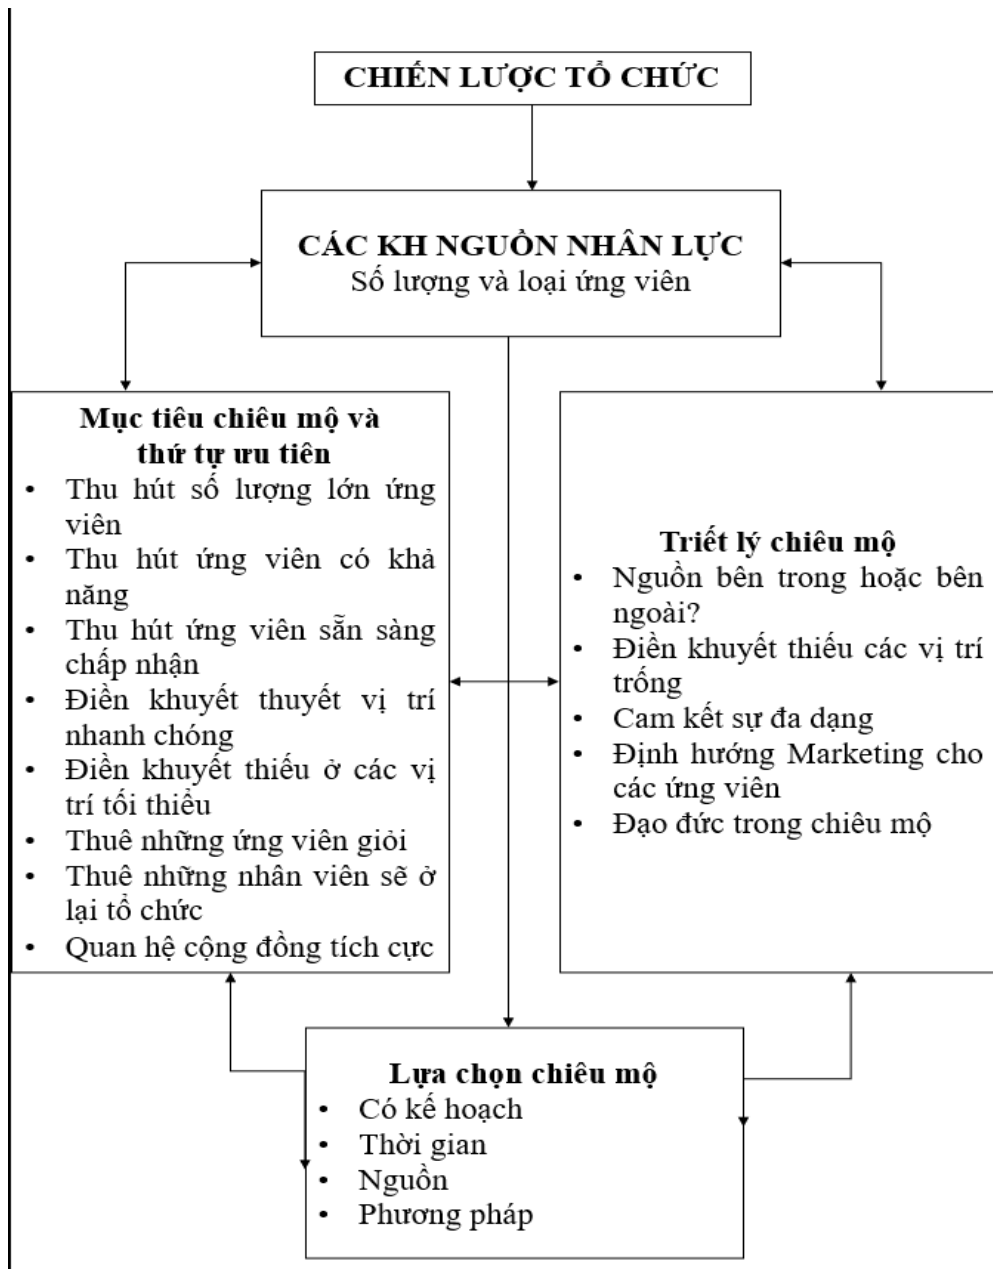 CHIẾN LƯỢC TỔ CHỨC
CÁC KH NGUỒN NHÂN LỰC
Số lượng và loại ứng viên
Mục tiêu chiêu mộ và
thứ tự ưu tiên
• Thu hút số lượng lớn ứng
viên
• Thu hút ứng viên có khả
năng
• Thu hút ứng viên sẵn sàng
chấp nhận
• Điền khuyết thuyết vị trí
nhanh chóng
• Điền khuyết thiếu ở các vị
trí tối thiểu
• Thuê những ứng viên giỏi
• Thuê những nhân viên sẽ ở
lại tổ chức
• Quan hệ cộng đồng tích cực
Triết lý chiêu mộ
• Nguồn bên trong hoặc bên
ngoài?
• Điền khuyết thiếu các vị trí
trống
• Cam kết sự đa dạng
• Định hướng Marketing cho
các ứng viên
• Đạo đức trong chiêu mộ
Lựa chọn chiêu mộ
• Có kế hoạch
• Thời gian
• Nguồn
• Phương pháp